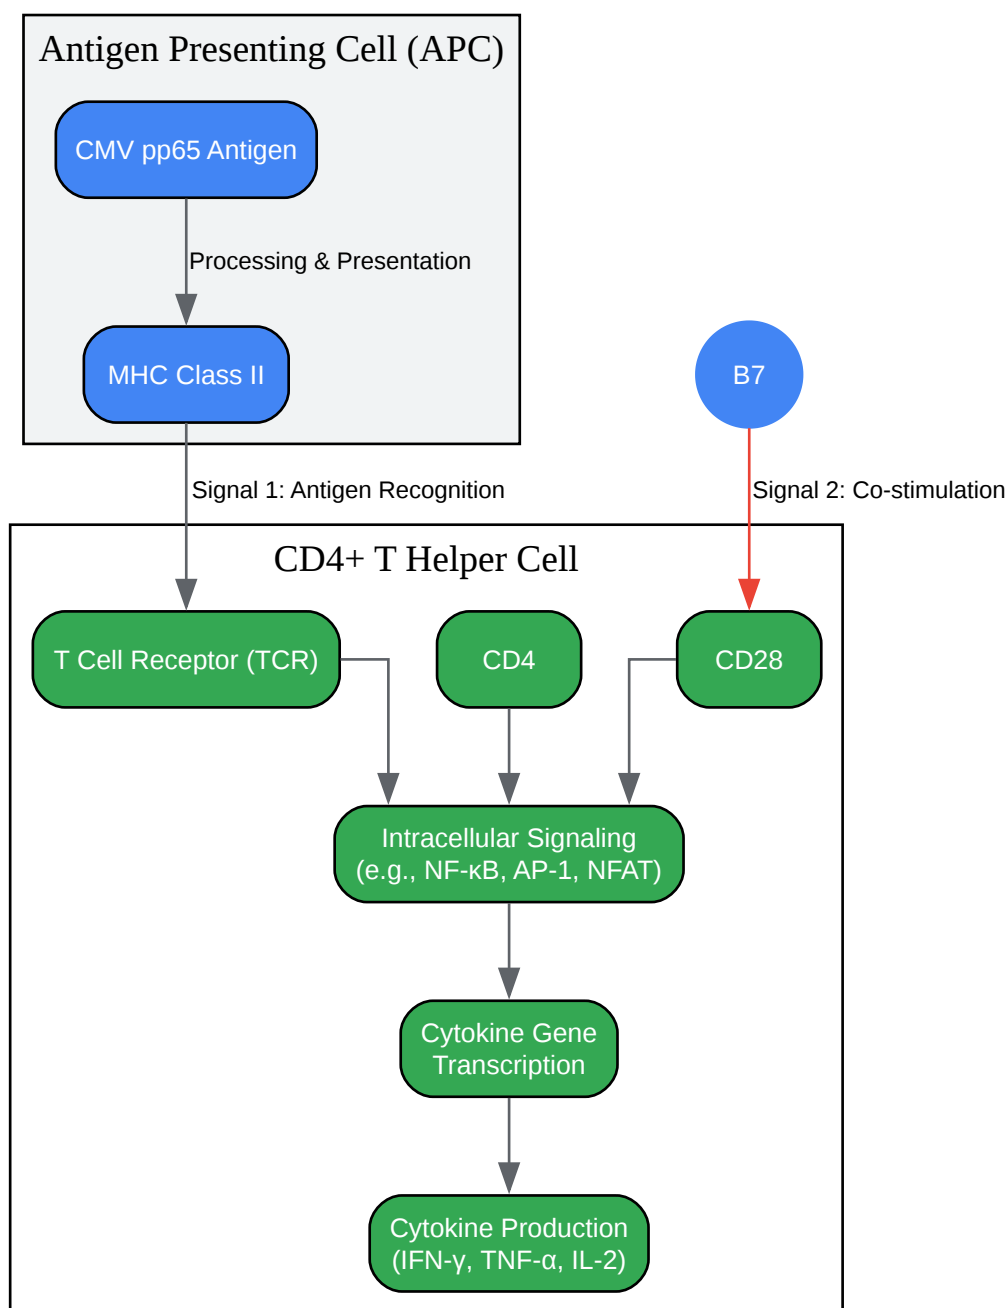 Antigen Presenting Cell (APC)
CMV pp65 Antigen
Processing & Presentation
MHC Class II
B7
Signal 1: Antigen Recognition
Signal 2: Co-stimulation
CD4+ T Helper Cell
T Cell Receptor (TCR)
CD4
CD28
Intracellular Signaling
(e.g., NF-κB, AP-1, NFAT)
Cytokine Gene
Transcription
Cytokine Production
(IFN-γ, TNF-α, IL-2)